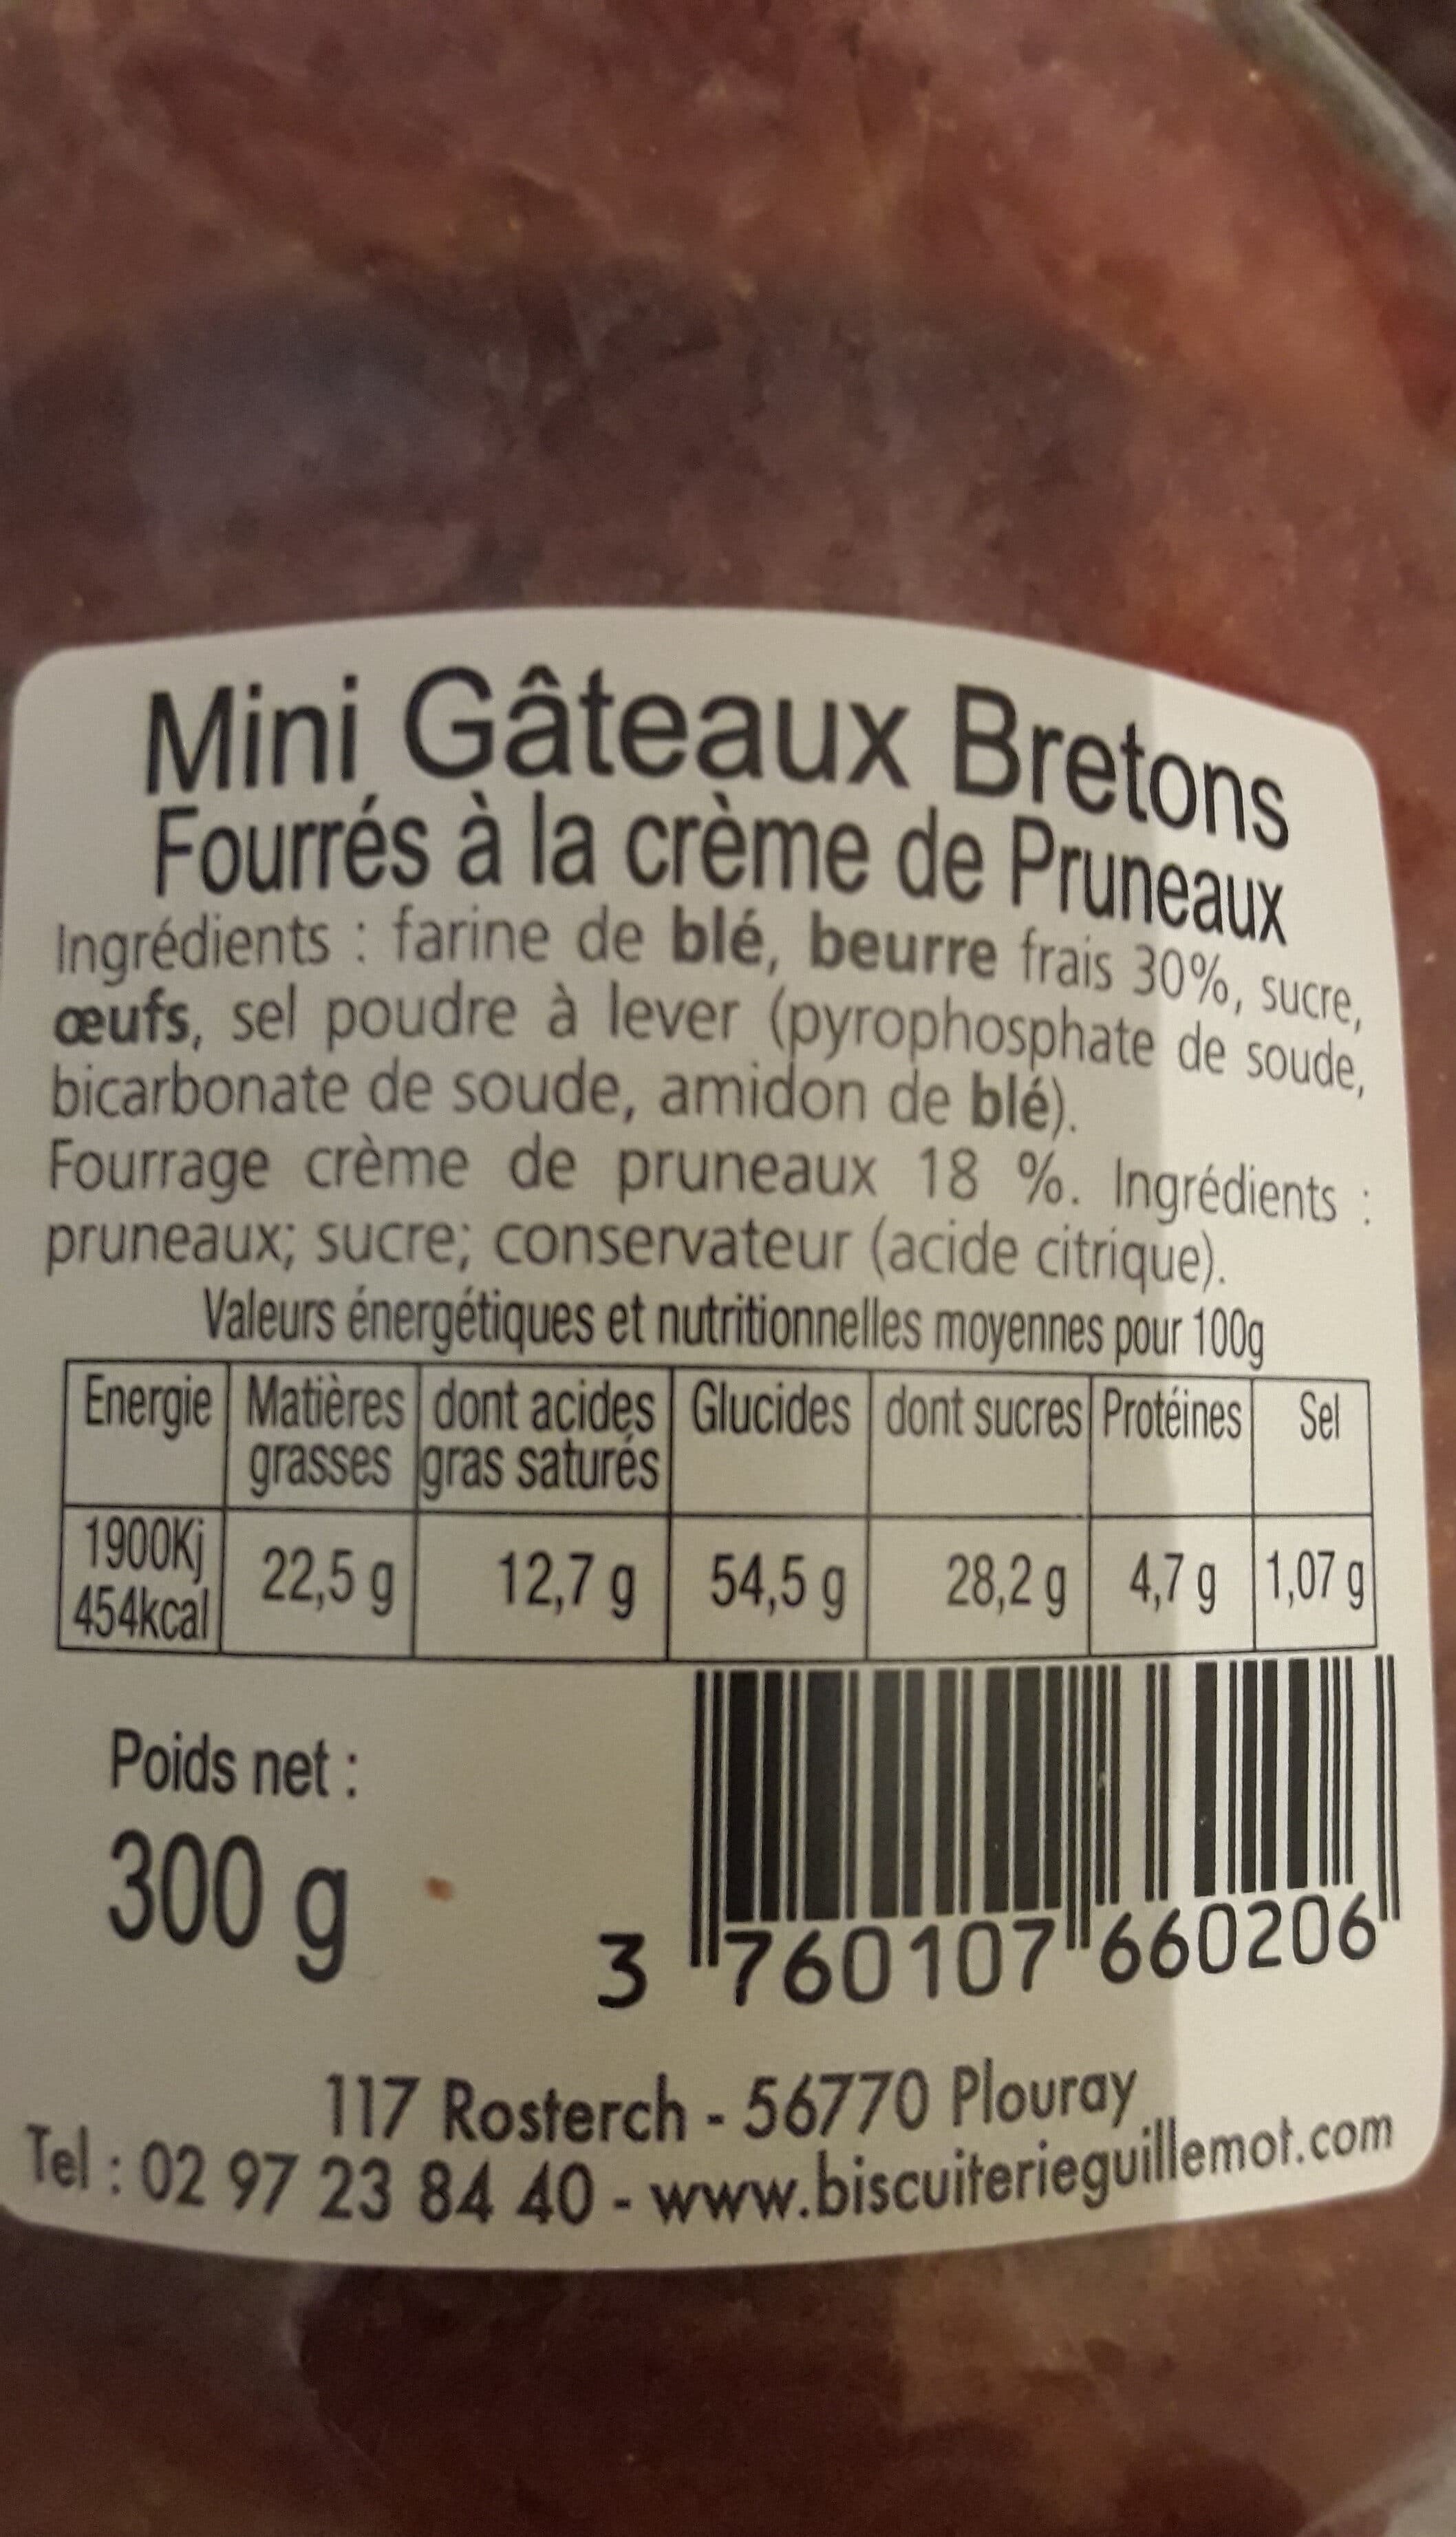 Mini Gâteaux Bretons
Fourrés à la crème de Pruneaux
Ingrédients : farine de blé, beurre frais 30%, sucre,
œufs, sel poudre à lever (pyrophosphate de soude,
bicarbonate de soude, amidon de blé).
Fourrage crème de pruneaux 18 %. Ingrédients :
pruneaux; sucre; conservateur (acide citrique).
Valeurs énergétiques et nutritionnelles moyennes pour 100g
Energie Matières dont acides Glucides dont sucres Protéines Sel
grasses gras saturés
1900Kj 22,5 g 12,7 g 54,5 g 28,2 g 4,7 g 1,07 g
454kcal
Poids net :
300 g
3 760107 660206
117 Rosterch - 56770 Plouray
Tel : 02 97 23 84 40 - www.biscuiterieguillemot.com